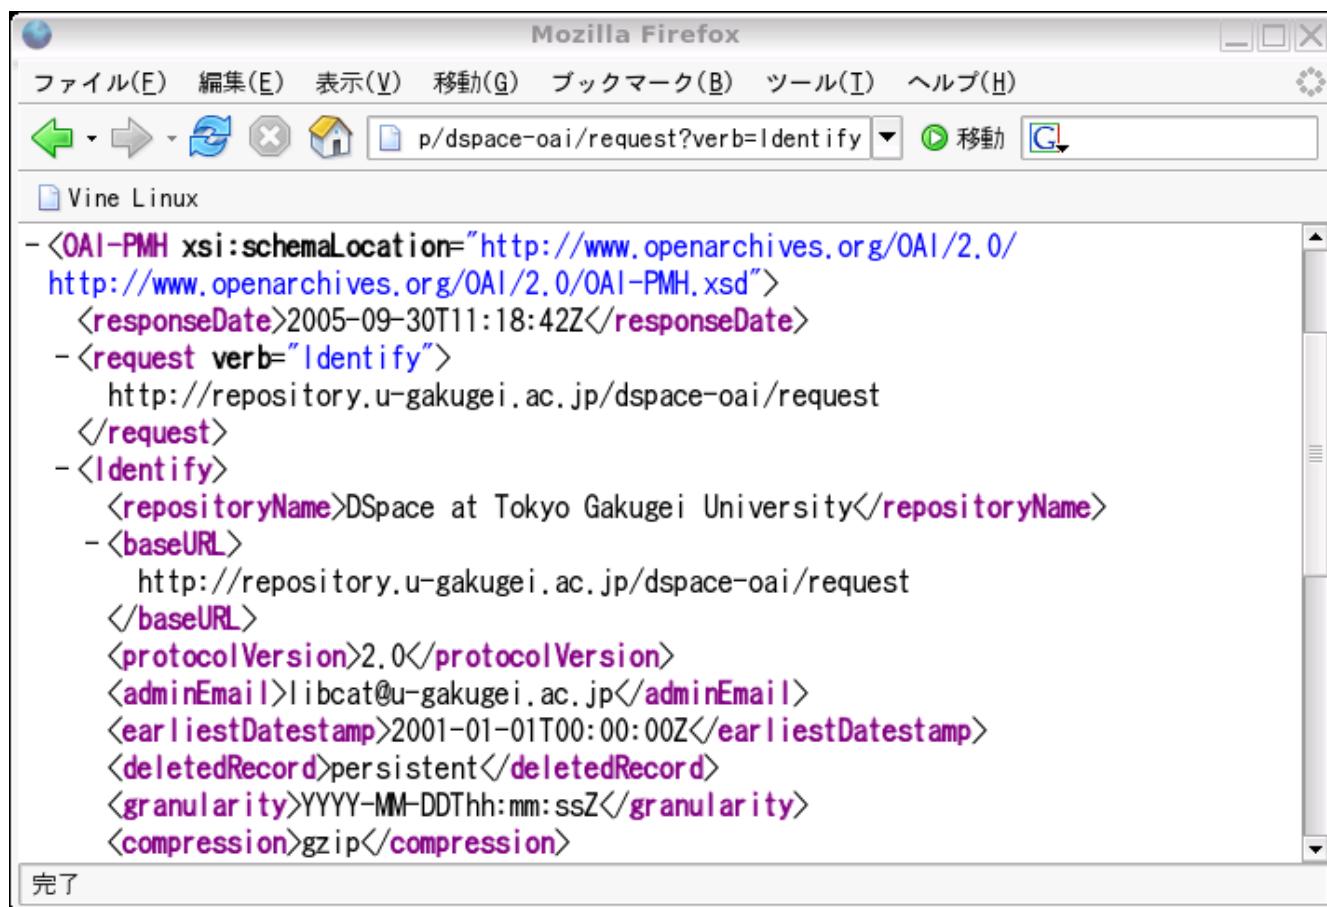 Mozilla Firefox
ファイル(F) 編集(E) 表示(V) 移動(G) ブックマーク(B) ツール(T) ヘルプ(H)
p/dspace-oai/request?verb=Identify 移動 G
Vine Linux
- <OAI-PMH xsi:schemaLocation="http://www.openarchives.org/OAI/2.0/
http://www.openarchives.org/OAI/2.0/OAI-PMH.xsd">
<responseDate>2005-09-30T11:18:42Z</responseDate>
- <request verb="Identify">
http://repository.u-gakugei.ac.jp/dspace-oai/request
</request>
- <Identify>
<repositoryName>DSpace at Tokyo Gakugei University</repositoryName>
- <baseURL>
http://repository.u-gakugei.ac.jp/dspace-oai/request
</baseURL>
<protocolVersion>2.0</protocolVersion>
<adminEmail>libcat@u-gakugei.ac.jp</adminEmail>
<earliestDatestamp>2001-01-01T00:00:00Z</earliestDatestamp>
<deletedRecord>persistent</deletedRecord>
<granularity>YYYY-MM-DDThh:mm:ssZ</granularity>
<compression>gzip</compression>
完了